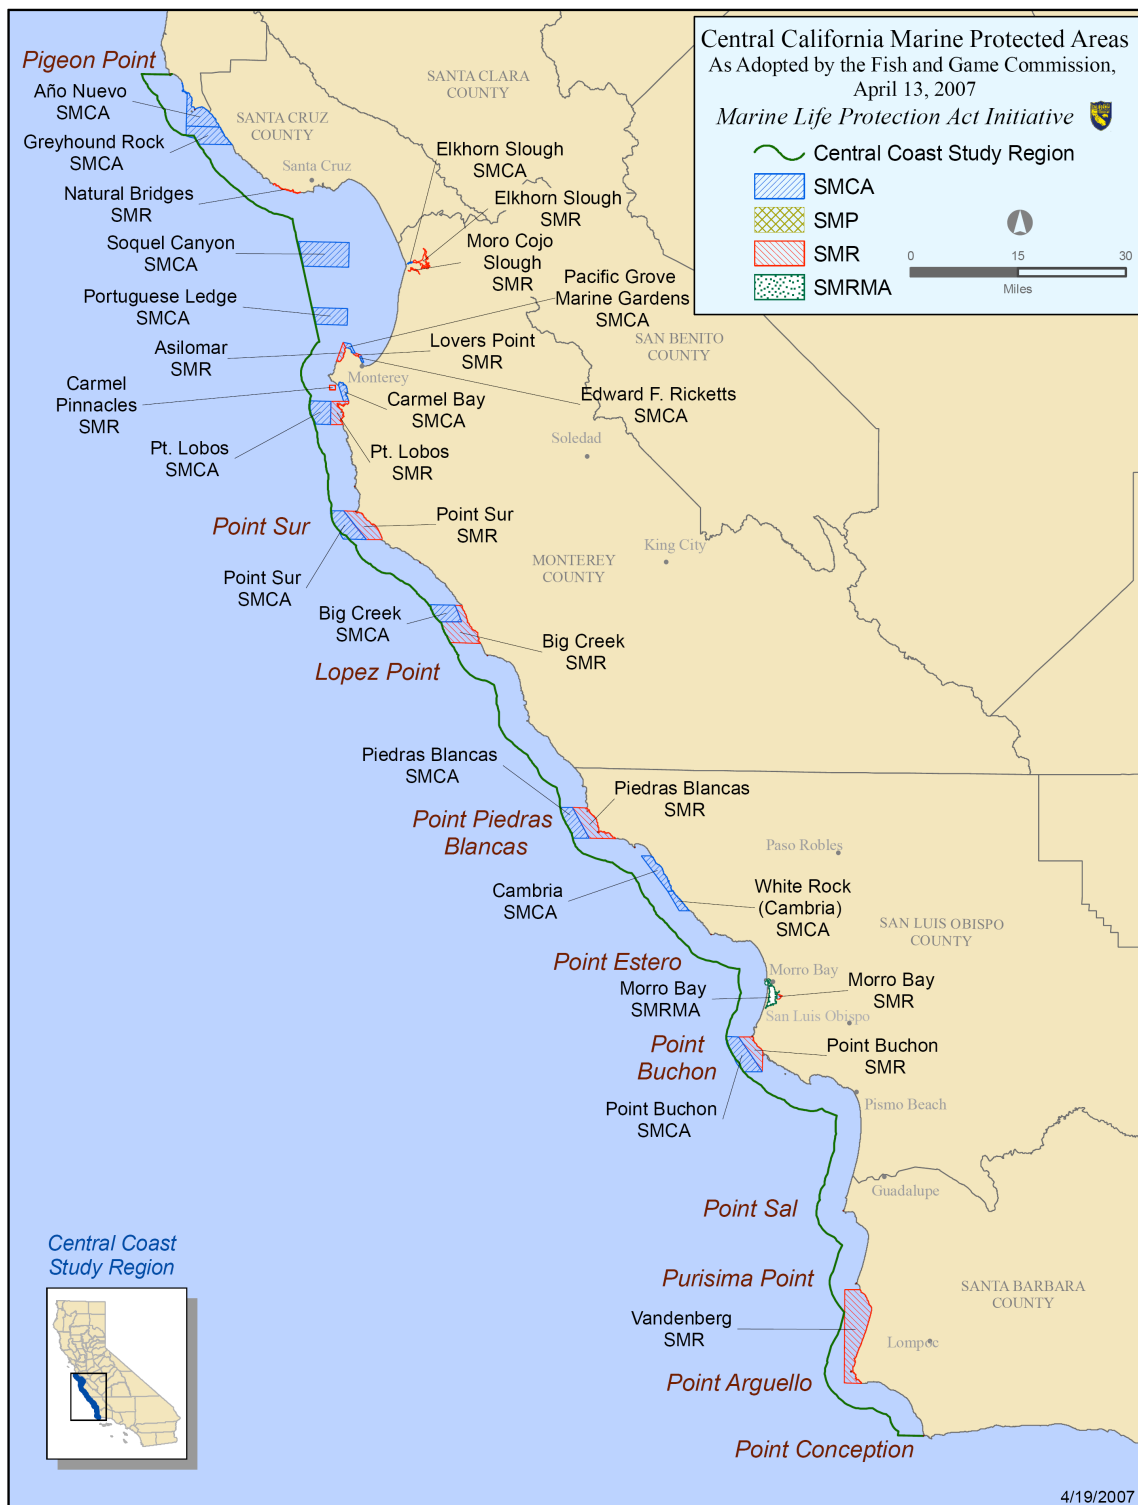 Central California Marine Protected Areas
As Adopted by the Fish and Game Commission,
April 13, 2007
Marine Life Protection Act Initiative
Central Coast Study Region
SMCA
SMP
SMR
SMRMA
0
15
30
Miles
Pigeon Point
Año Nuevo
SMCA
Greyhound Rock
SMCA
SANTA CLARA
COUNTY
SANTA CRUZ
COUNTY
Santa Cruz
Natural Bridges
SMR
Elkhorn Slough
SMCA
Elkhorn Slough
SMR
Moro Cojo
Slough
SMR
Soquel Canyon
SMCA
Pacific Grove
Marine Gardens
SMCA
Portuguese Ledge
SMCA
SAN BENITO
COUNTY
Asilomar
SMR
Lovers Point
SMR
Monterey
Carmel
Pinnacles
SMR
Edward F. Ricketts
SMCA
Carmel Bay
SMCA
Soledad
Pt. Lobos
SMCA
Pt. Lobos
SMR
Point Sur
Point Sur
SMR
King City
MONTEREY
COUNTY
Point Sur
SMCA
Big Creek
SMCA
Big Creek
SMR
Lopez Point
Piedras Blancas
SMCA
Piedras Blancas
SMR
Point Piedras
Blancas
Paso Robles
Cambria
SMCA
White Rock
(Cambria)
SMCA
SAN LUIS OBISPO
COUNTY
Point Estero
Morro Bay
Morro Bay
SMRMA
Morro Bay
SMR
San Luis Obispo
Point
Buchon
Point Buchon
SMR
Point Buchon
SMCA
Pismo Beach
Guadalupe
Point Sal
Purisima Point
SANTA BARBARA
COUNTY
Vandenberg
SMR
Lompoc
Point Arguello
Point Conception
Central Coast
Study Region
4/19/2007